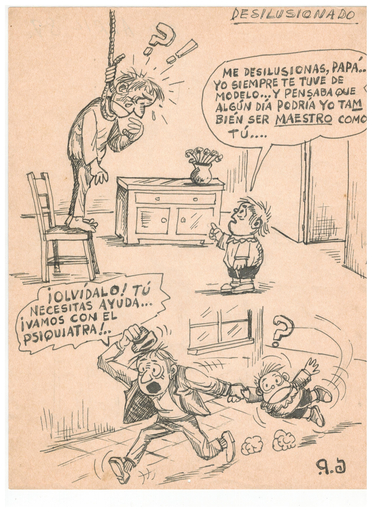 DESILUSIONADO
ME DESILUSIONAS, PAPÁ..
YO SIEMPRE TE TUVE DE
MODELO... Y PENSABA QUE
ALGÚN DÍA PODRÍA YO TAM
BIEN SER MAESTRO COMO
TÚ....
¡OLVÍDALO! TÚ
NECESITAS AYUDA...
¡VAMOS CON EL
PSIQUIATRA!..